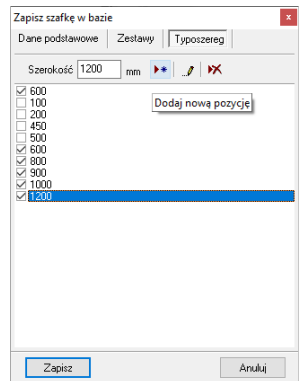 Zapisz szafkę w bazie
Dane podstawowe Zestawy Typoszereg
Szerokość 1200 mm
Dodaj nową pozycję
600
100
200
450
500
600
800
900
1000
1200
Zapisz Anuluj